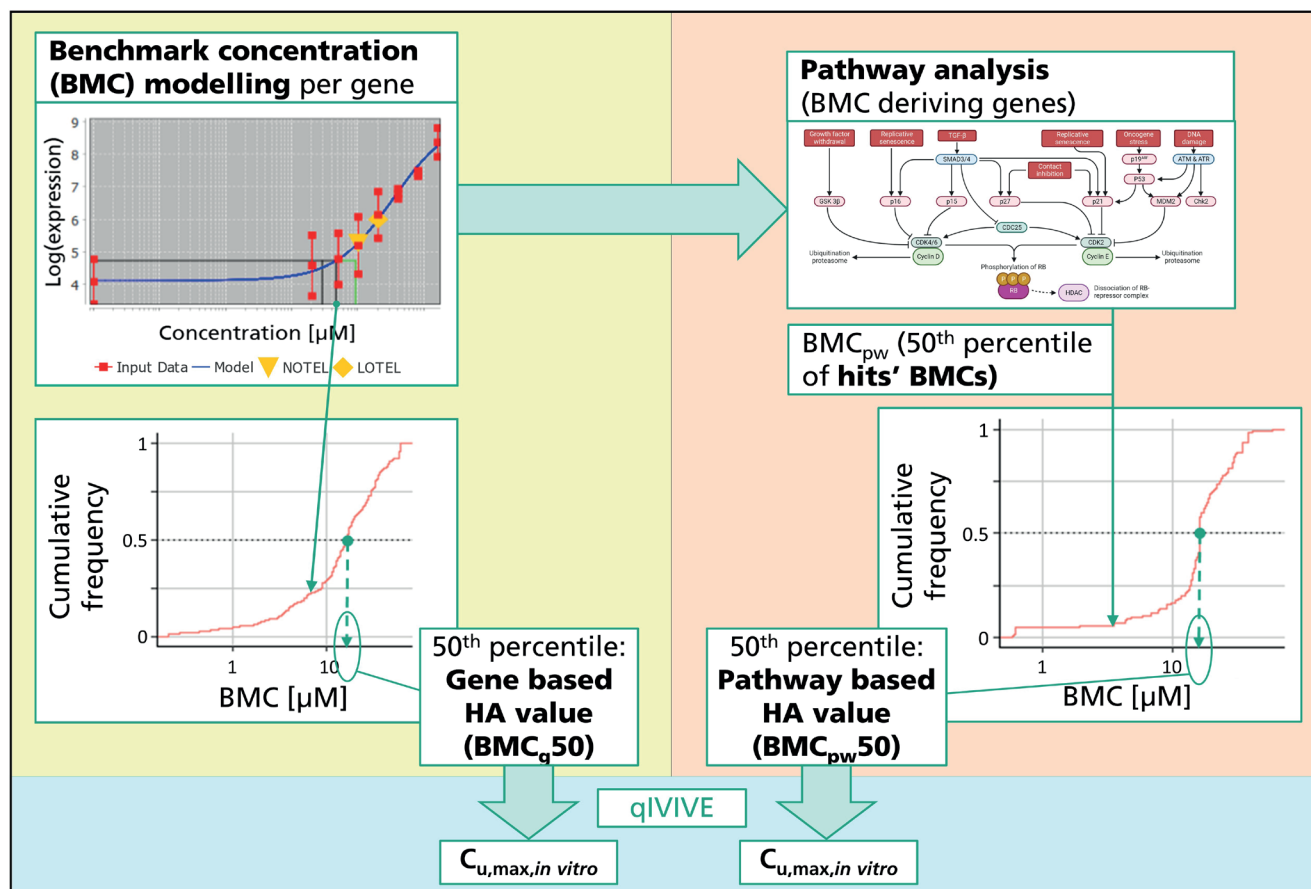 Benchmark concentration
(BMC) modelling per gene
9
8
7
6
5
4
Log(expression)
Concentration [µM]
Input Data Model NOTEL LOTEL
Pathway analysis
(BMC deriving genes)
Growth factor
withdrawal
Replicative
senescence
TGF-β
Replicative
senescence
Oncogene
stress
DNA
damage
SMAD3/4
p19ARF
ATM & ATR
Contact
inhibition
P53
GSK 3β
p16
p15
p27
p21
MDM2
Chk2
CDC25
CDK4/6
CDK2
Ubiquitination
proteasome
Cyclin D
Cyclin E
Ubiquitination
proteasome
Phosphorylation of RB
P P P
RB
HDAC
Dissociation of RB-
repressor complex
BMCpw (50th percentile
of hits' BMCs)
1
0.5
0
Cumulative
frequency
1 10
BMC [µM]
1
0.5
0
Cumulative
frequency
1 10
BMC [µM]
50th percentile:
Gene based
HA value
(BMCg50)
50th percentile:
Pathway based
HA value
(BMCpw50)
qIVIVE
Cu,max,in vitro
Cu,max,in vitro